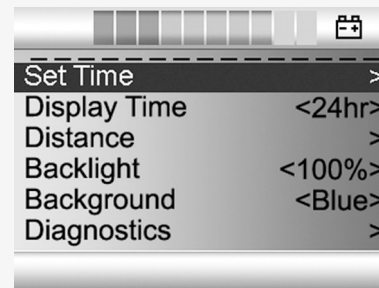 Set Time >
Display Time <24hr>
Distance >
Backlight <100%>
Background <Blue>
Diagnostics >